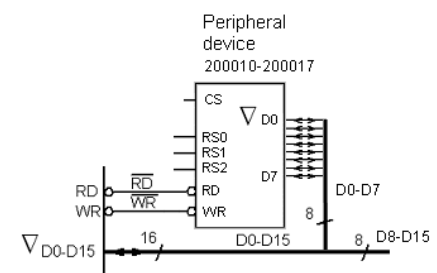 Peripheral
device
200010-200017
CS
▽ D0
RS0
RS1
RS2
D7
RD
RD
RD
D0-D7
WR
WR
WR
8
▽ D0-D15
16
D0-D15
8
D8-D15